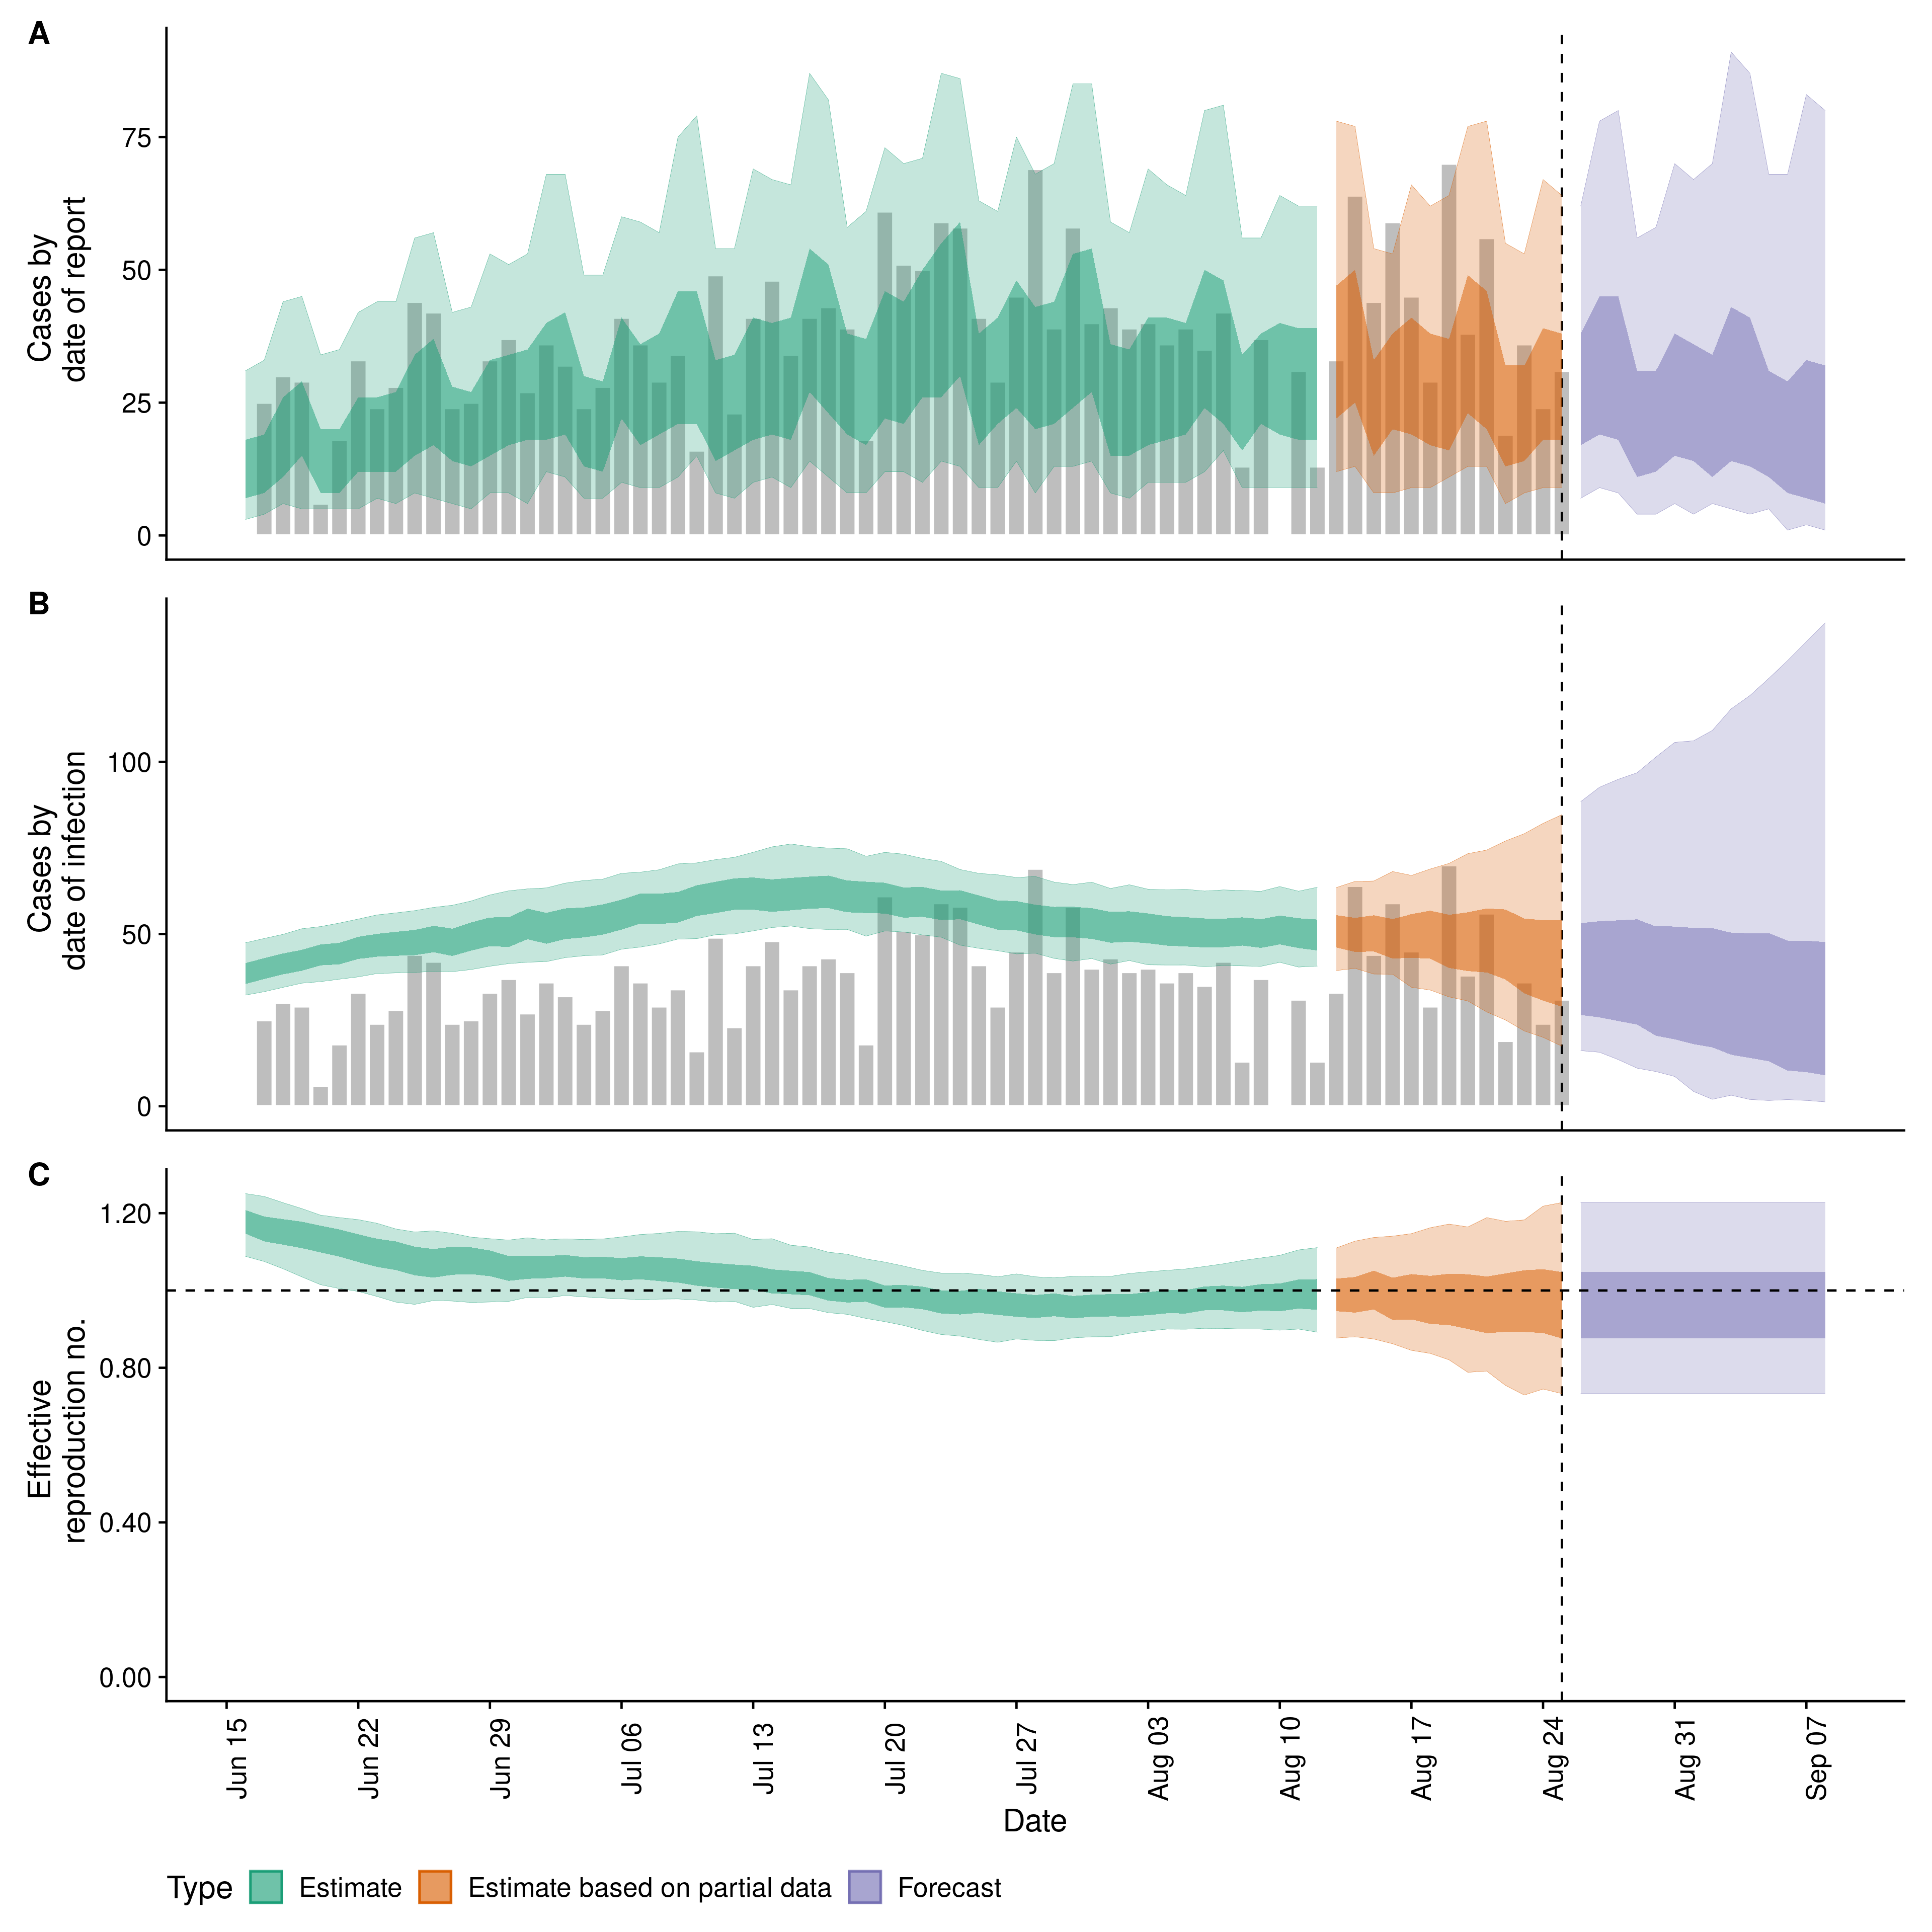 A
Cases by
date of report
75
50
25
0
B
Cases by
date of infection
100
50
0
C
Effective
reproduction no.
1.20
0.80
0.40
0.00
Jun 15
Jun 22
Jun 29
Jul 06
Jul 13
Jul 20
Jul 27
Aug 03
Aug 10
Aug 17
Aug 24
Aug 31
Sep 07
Date
Type Estimate Estimate based on partial data Forecast